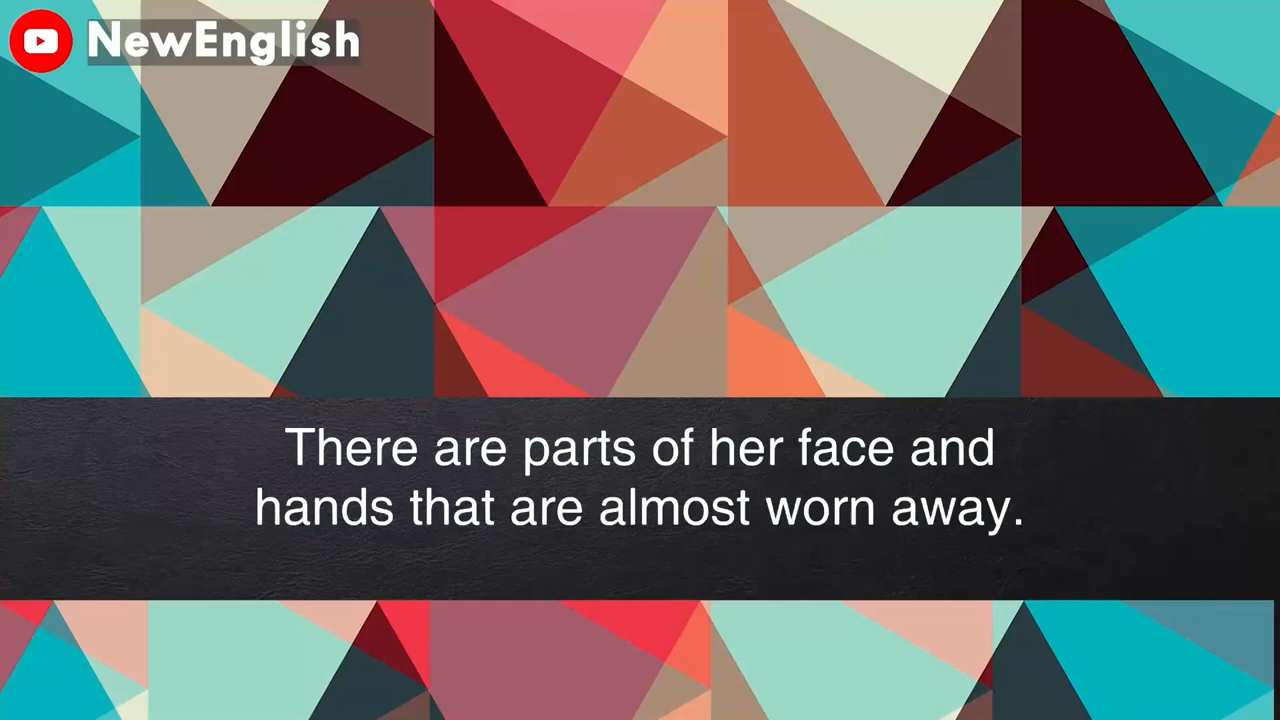 NewEnglish
There are parts of her face and
hands that are almost worn away.